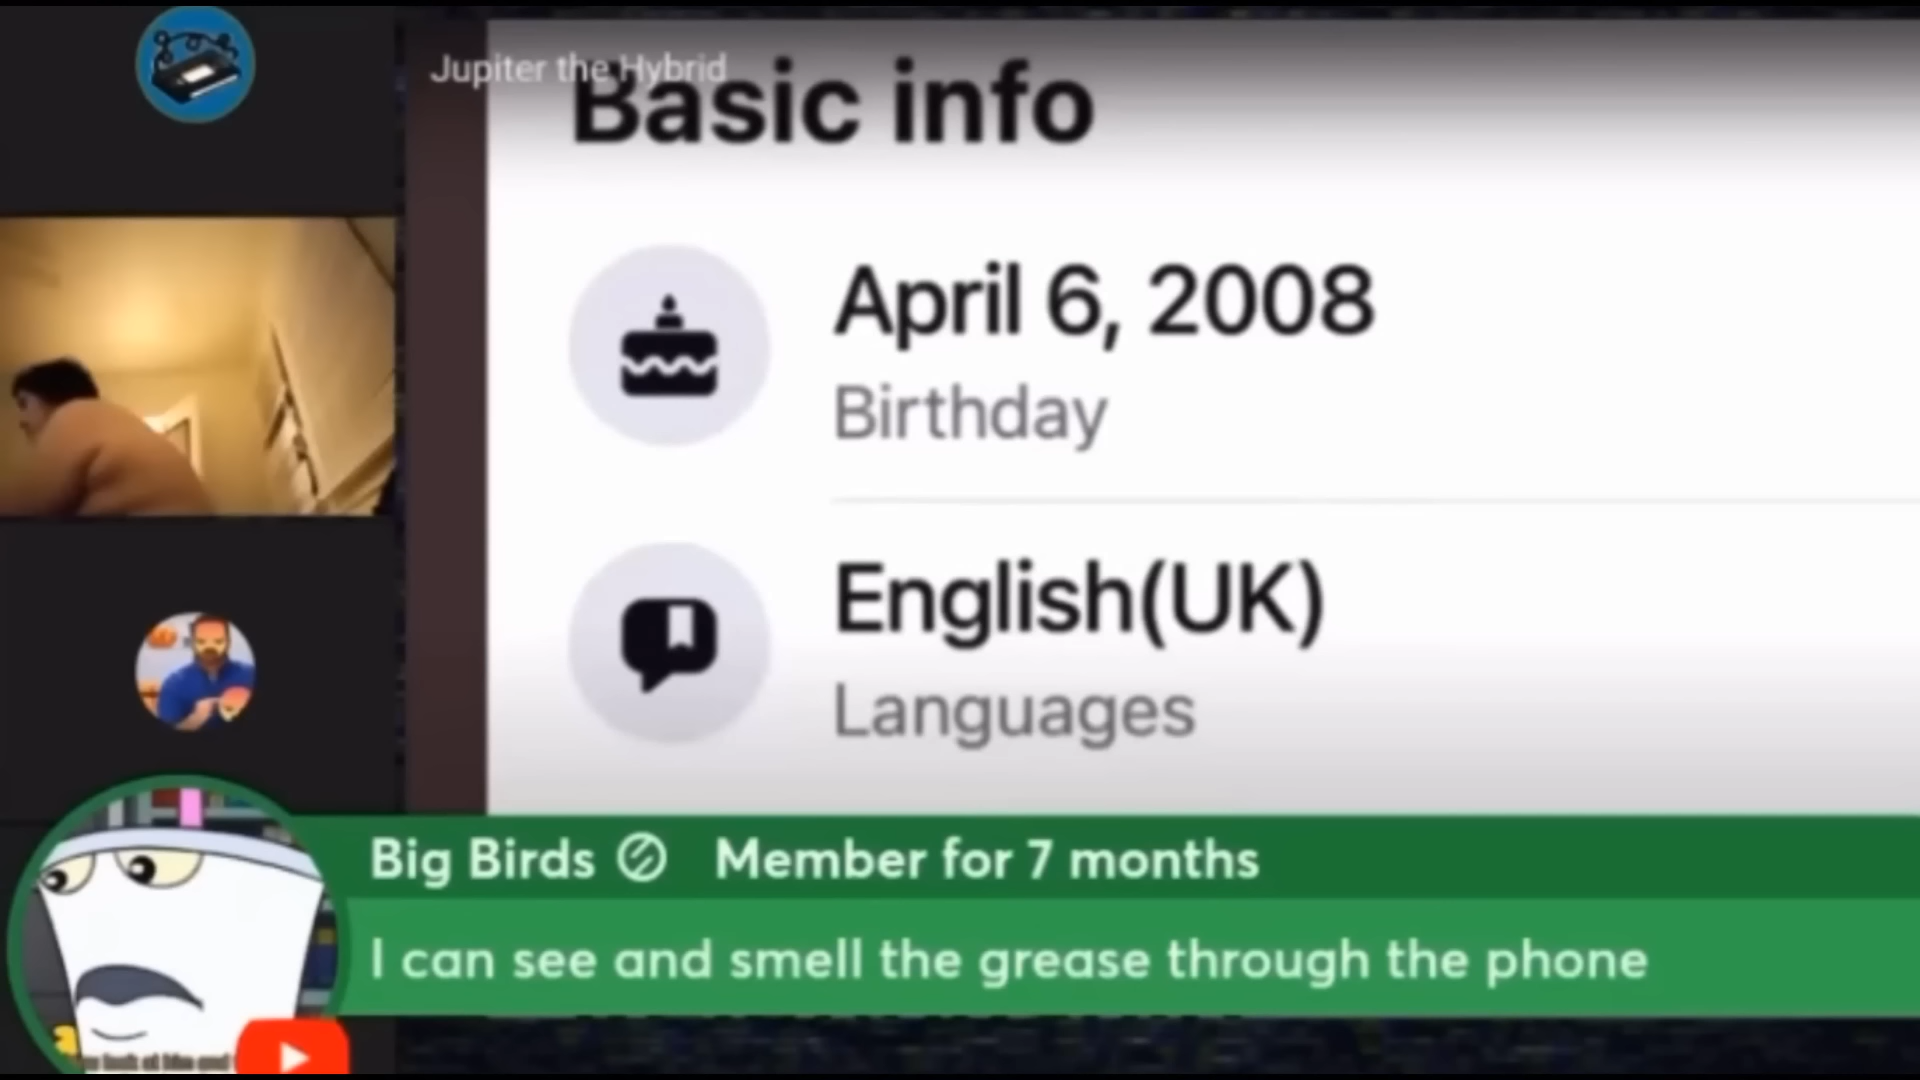 Jupiter the Hybrid
Basic info
April 6, 2008
Birthday
English(UK)
Languages
Big Birds Member for 7 months
I can see and smell the grease through the phone